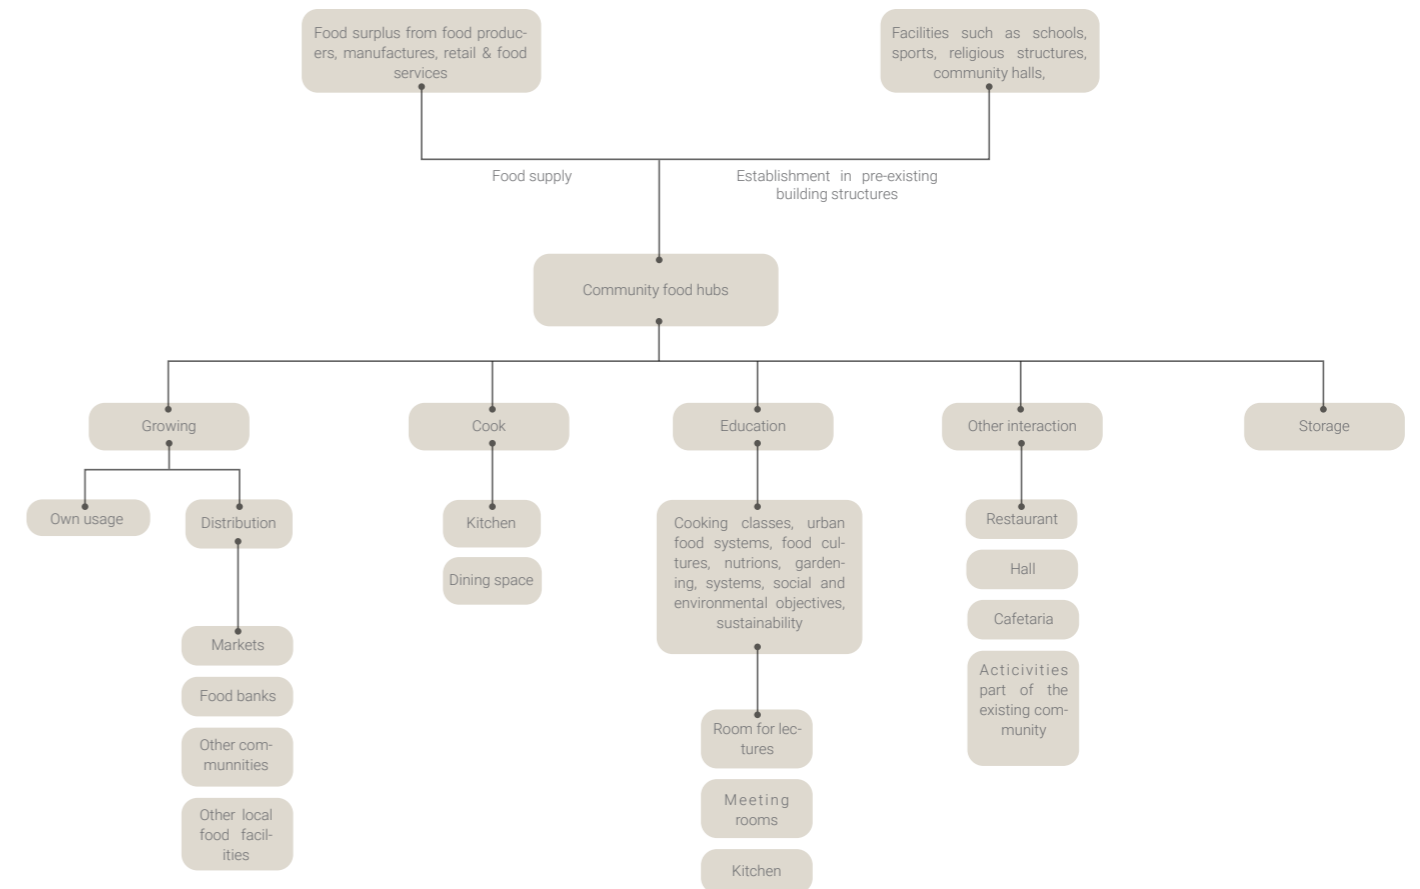 Food surplus from food produc-
ers, manufactures, retail & food
services
Facilities such as schools,
sports, religious structures,
community halls,
Food supply
Establishment in pre-existing
building structures
Community food hubs
Growing
Cook
Education
Other interaction
Storage
Own usage
Distribution
Markets
Food banks
Other com-
munnities
Other local
food facil-
ities
Kitchen
Dining space
Cooking classes, urban
food systems, food cul-
tures, nutrions, garden-
ing, systems, social and
environmental objectives,
sustainability
Room for lec-
tures
Meeting
rooms
Kitchen
Restaurant
Hall
Cafetaria
Acticivities
part of the
existing com-
munity